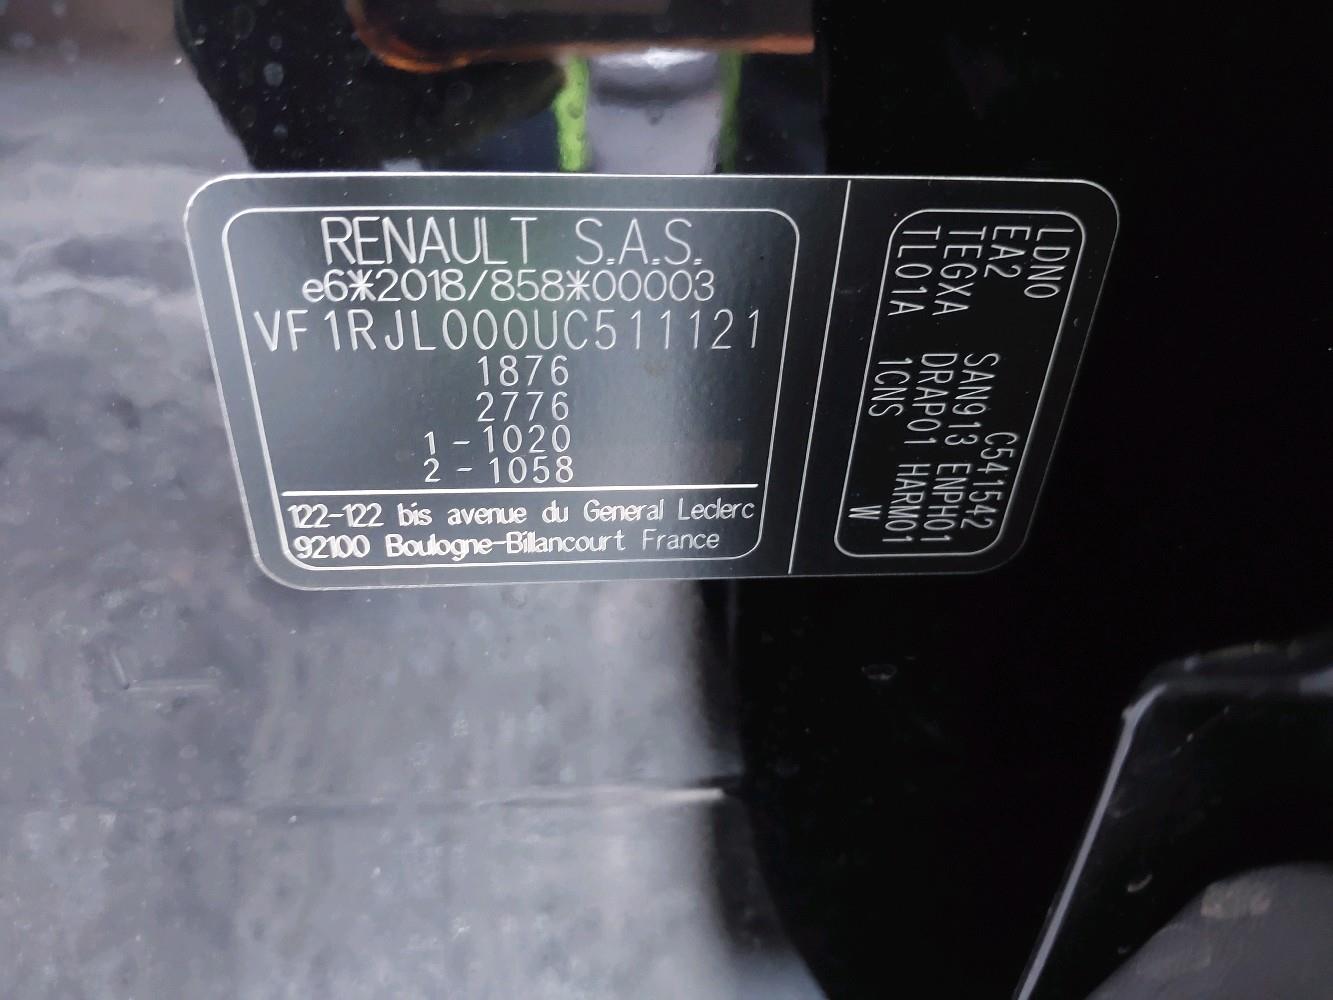 RENAULT S.A.S.
e6*2018/858*00003
VF1RJL000UC511121
1876
2776
1 - 1020
2 - 1058
122-122 bis avenue du General Leclerc
92100 Boulogne-Billancourt France
LDN0 C541542
EA2 SAN913 ENPH01
TEGXA DRAP01 HARM01
TL01A 1CNS W